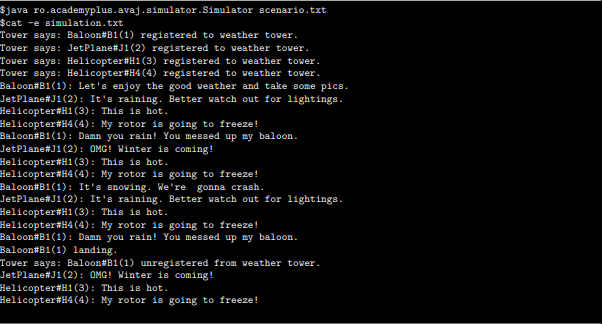 $java ro.academyplus.avaj.simulator.Simulator scenario.txt
$cat -e simulation.txt
Tower says: Baloon#B1(1) registered to weather tower.
Tower says: JetPlane#J1(2) registered to weather tower.
Tower says: Helicopter#H1(3) registered to weather tower.
Tower says: Helicopter#H4(4) registered to weather tower.
Baloon#B1(1): Let's enjoy the good weather and take some pics.
JetPlane#J1(2): It's raining. Better watch out for lightings.
Helicopter#H1(3): This is hot.
Helicopter#H4(4): My rotor is going to freeze!
Baloon#B1(1): Damn you rain! You messed up my baloon.
JetPlane#J1(2): OMG! Winter is coming!
Helicopter#H1(3): This is hot.
Helicopter#H4(4): My rotor is going to freeze!
Baloon#B1(1): It's snowing. We're  gonna crash.
JetPlane#J1(2): It's raining. Better watch out for lightings.
Helicopter#H1(3): This is hot.
Helicopter#H4(4): My rotor is going to freeze!
Baloon#B1(1): Damn you rain! You messed up my baloon.
Baloon#B1(1) landing.
Tower says: Baloon#B1(1) unregistered from weather tower.
JetPlane#J1(2): OMG! Winter is coming!
Helicopter#H1(3): This is hot.
Helicopter#H4(4): My rotor is going to freeze!